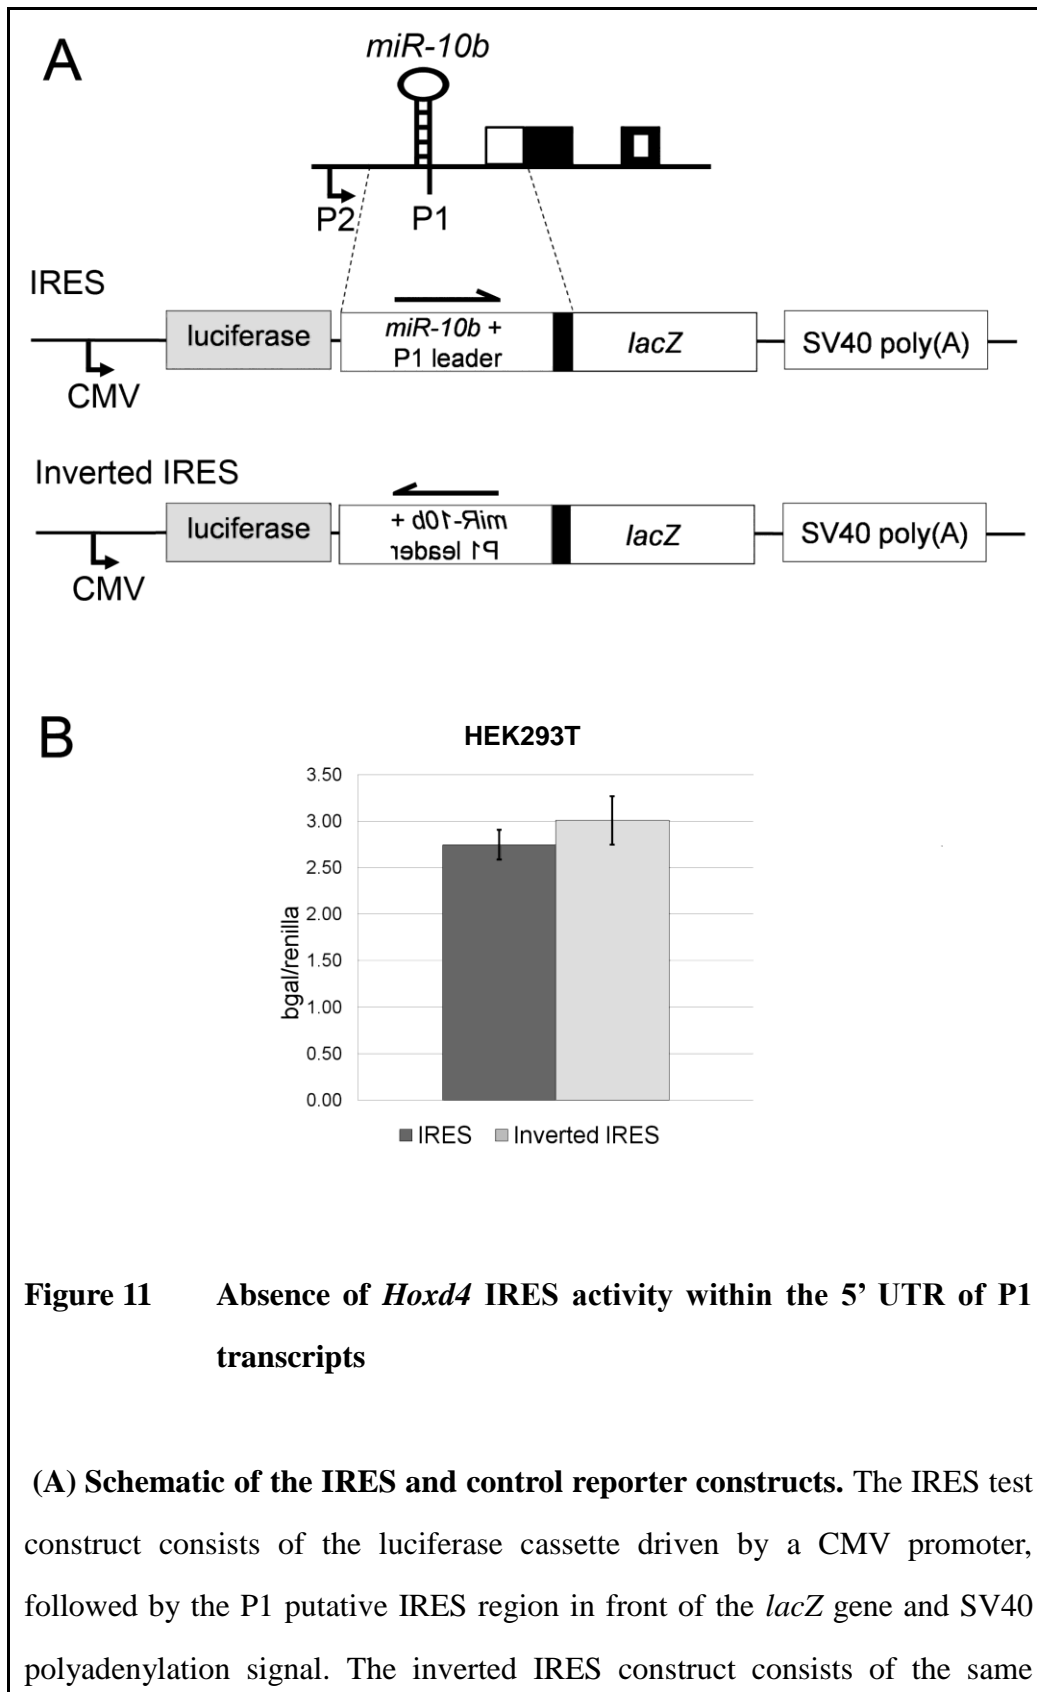 A
miR-10b
P2
P1
IRES
luciferase
miR-10b +
P1 leader
lacZ
SV40 poly(A)
CMV
Inverted IRES
luciferase
miR-10b +
P1 leader
lacZ
SV40 poly(A)
CMV
B
HEK293T
bgal/renilla
3.50
3.00
2.50
2.00
1.50
1.00
0.50
0.00
IRES Inverted IRES
Figure 11 Absence of Hoxd4 IRES activity within the 5’ UTR of P1
transcripts
(A) Schematic of the IRES and control reporter constructs. The IRES test
construct consists of the luciferase cassette driven by a CMV promoter,
followed by the P1 putative IRES region in front of the lacZ gene and SV40
polyadenylation signal. The inverted IRES construct consists of the same